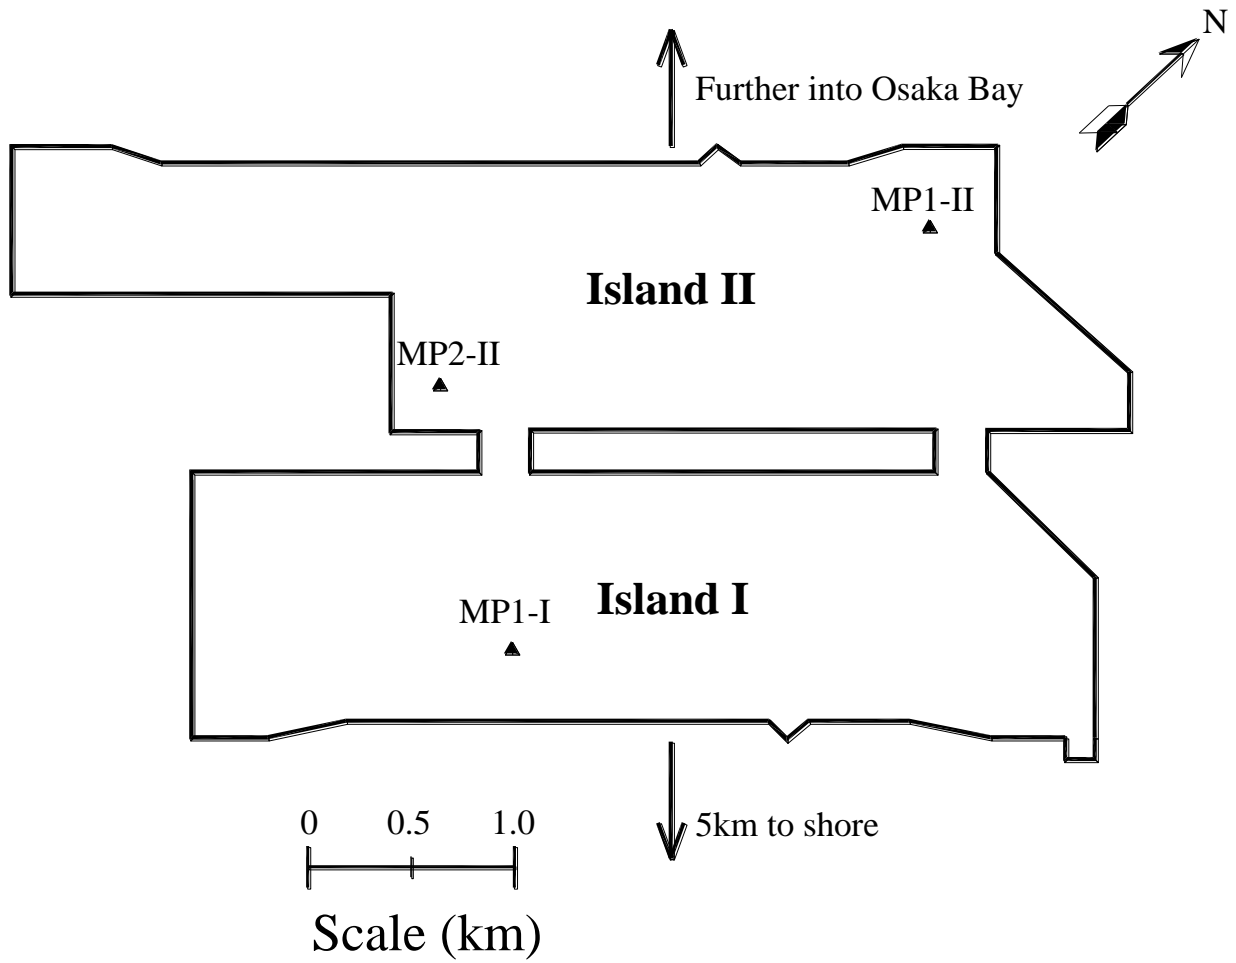 N
Further into Osaka Bay
MP1-II
Island II
MP2-II
Island I
MP1-I
5km to shore
0 0.5 1.0
Scale (km)